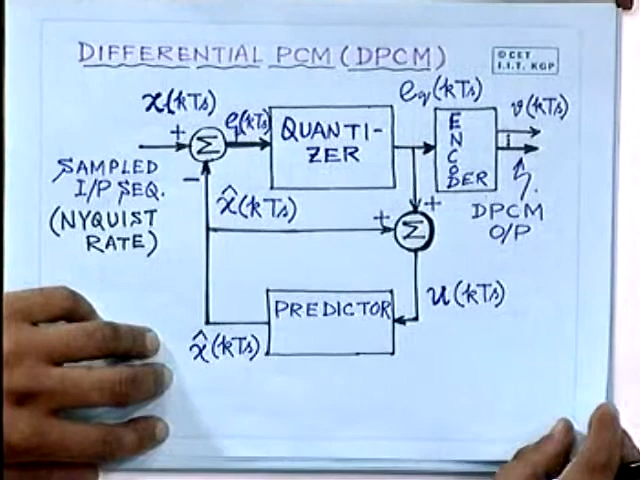 DIFFERENTIAL PCM (DPCM)
© CET
I.I.T. KGP
x(kTs)
+
Σ
−
e(kTs)
QUANTI-
ZER
eq(kTs)
ENCODER
v(kTs)
SAMPLED
I/P SEQ.
(NYQUIST
RATE)
x̂(kTs)
+
+
Σ
DPCM
O/P
u(kTs)
PREDICTOR
x̂(kTs)